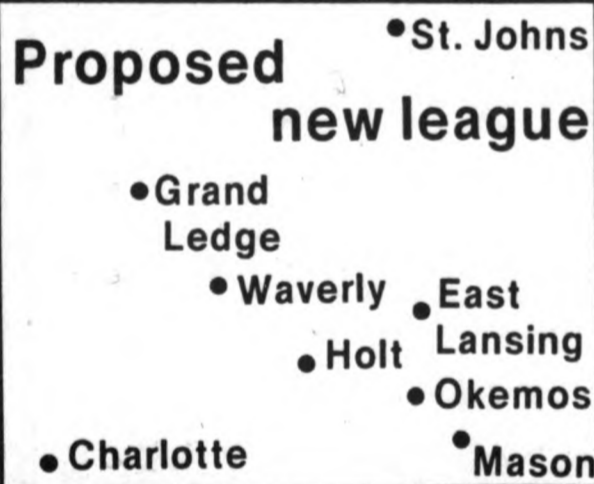 St. Johns
Proposed
new league
Grand
Ledge
Waverly
East
Lansing
Holt
Okemos
Charlotte
Mason